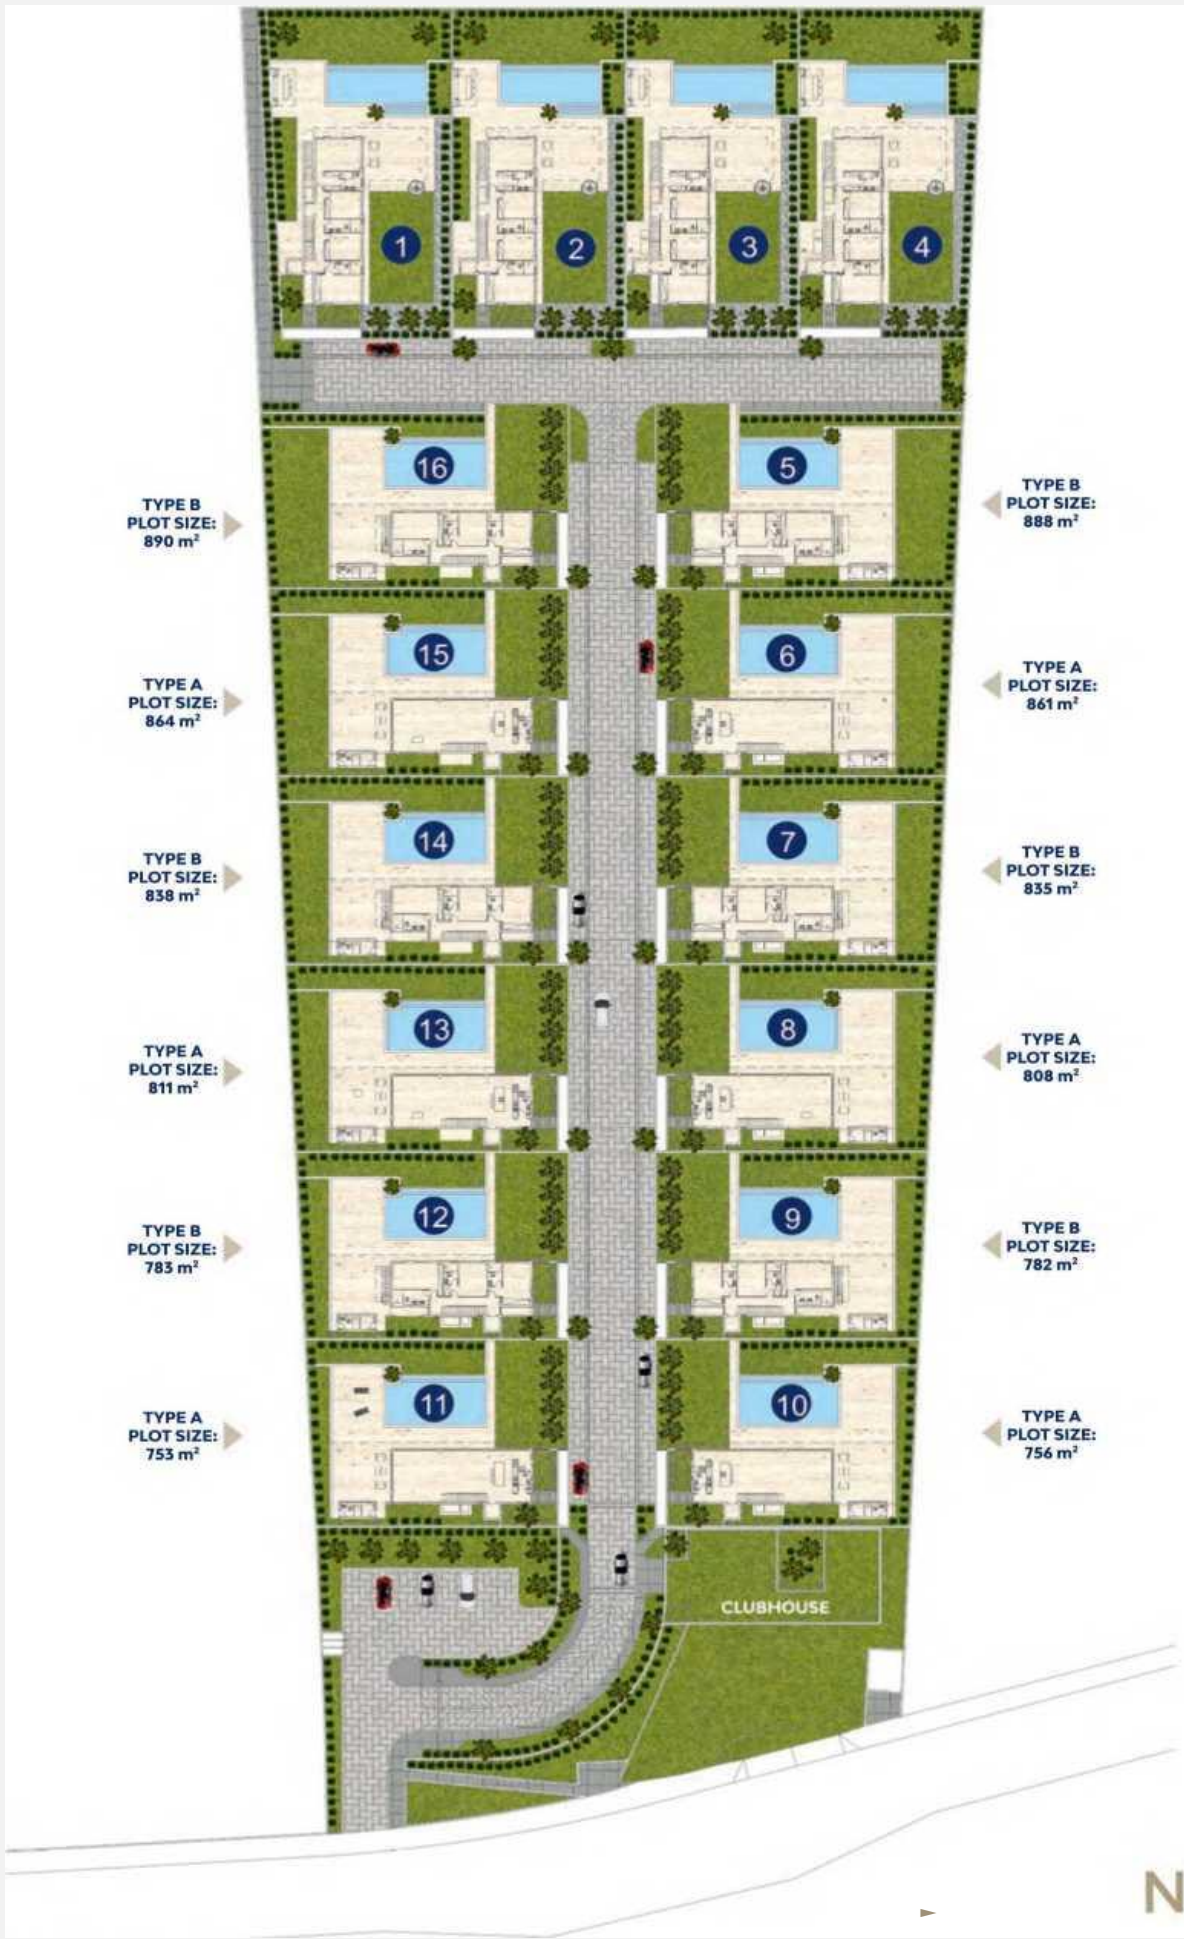 1
2
3
4
16
5
TYPE B
PLOT SIZE:
890 m²
TYPE B
PLOT SIZE:
888 m²
15
6
TYPE A
PLOT SIZE:
864 m²
TYPE A
PLOT SIZE:
861 m²
14
7
TYPE B
PLOT SIZE:
838 m²
TYPE B
PLOT SIZE:
835 m²
13
8
TYPE A
PLOT SIZE:
811 m²
TYPE A
PLOT SIZE:
808 m²
12
9
TYPE B
PLOT SIZE:
783 m²
TYPE B
PLOT SIZE:
782 m²
11
10
TYPE A
PLOT SIZE:
753 m²
TYPE A
PLOT SIZE:
756 m²
CLUBHOUSE
N